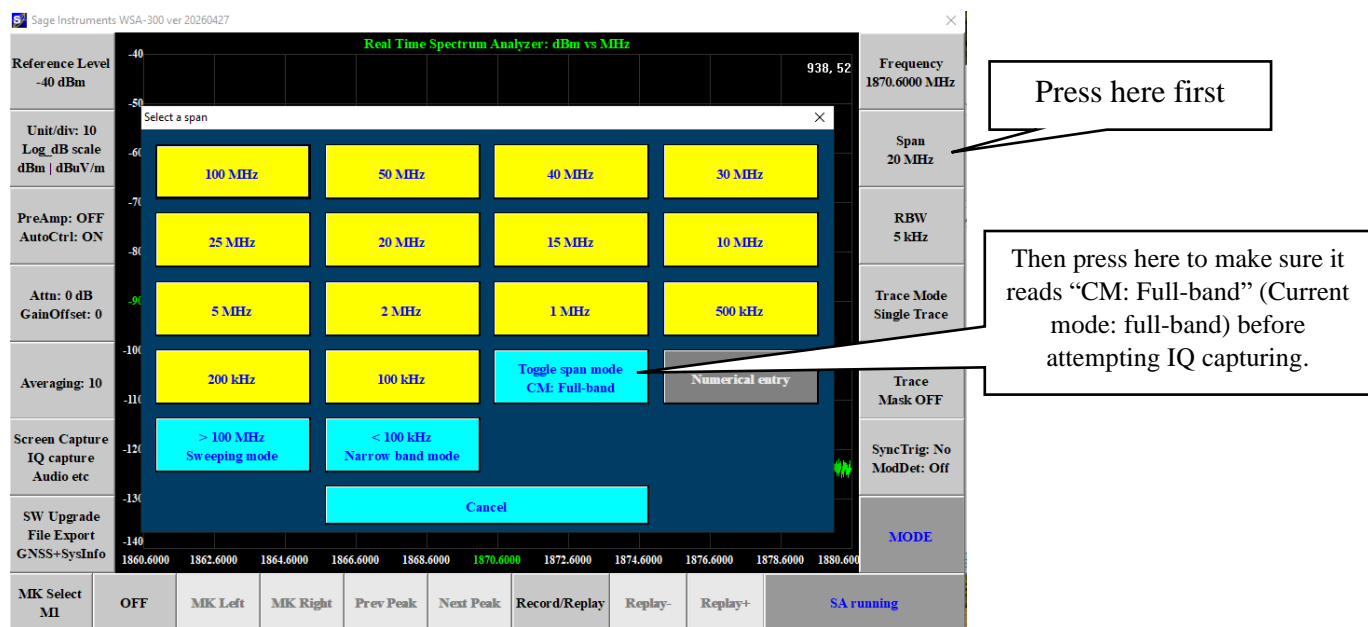 Sage Instruments WSA-300 ver 20260427
Reference Level
-40 dBm
Unit/div: 10
Log_dB scale
dBm | dBuV/m
PreAmp: OFF
AutoCtrl: ON
Attn: 0 dB
GainOffset: 0
Averaging: 10
Screen Capture
IQ capture
Audio etc
SW Upgrade
File Export
GNSS+SysInfo
Real Time Spectrum Analyzer: dBm vs MHz
938, 52
-40
-50
-60
-70
-80
-90
-100
-110
-120
-130
-140
Select a span
100 MHz
50 MHz
40 MHz
30 MHz
25 MHz
20 MHz
15 MHz
10 MHz
5 MHz
2 MHz
1 MHz
500 kHz
200 kHz
100 kHz
Toggle span mode
CM: Full-band
Numerical entry
> 100 MHz
Sweeping mode
< 100 kHz
Narrow band mode
Cancel
1860.6000 1862.6000 1864.6000 1866.6000 1868.6000 1870.6000 1872.6000 1874.6000 1876.6000 1878.6000 1880.600
Frequency
1870.6000 MHz
Span
20 MHz
RBW
5 kHz
Trace Mode
Single Trace
Trace
Mask OFF
SyncTrig: No
ModDet: Off
MODE
MK Select
M1
OFF
MK Left
MK Right
Prev Peak
Next Peak
Record/Replay
Replay-
Replay+
SA running
Press here first
Then press here to make sure it
reads “CM: Full-band” (Current
mode: full-band) before
attempting IQ capturing.